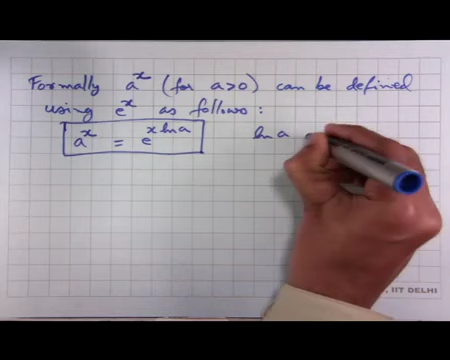 Formally a^x (for a>0) can be defined
using e^x as follows:
a^x = e^{x ln a} ln a
, IIT DELHI